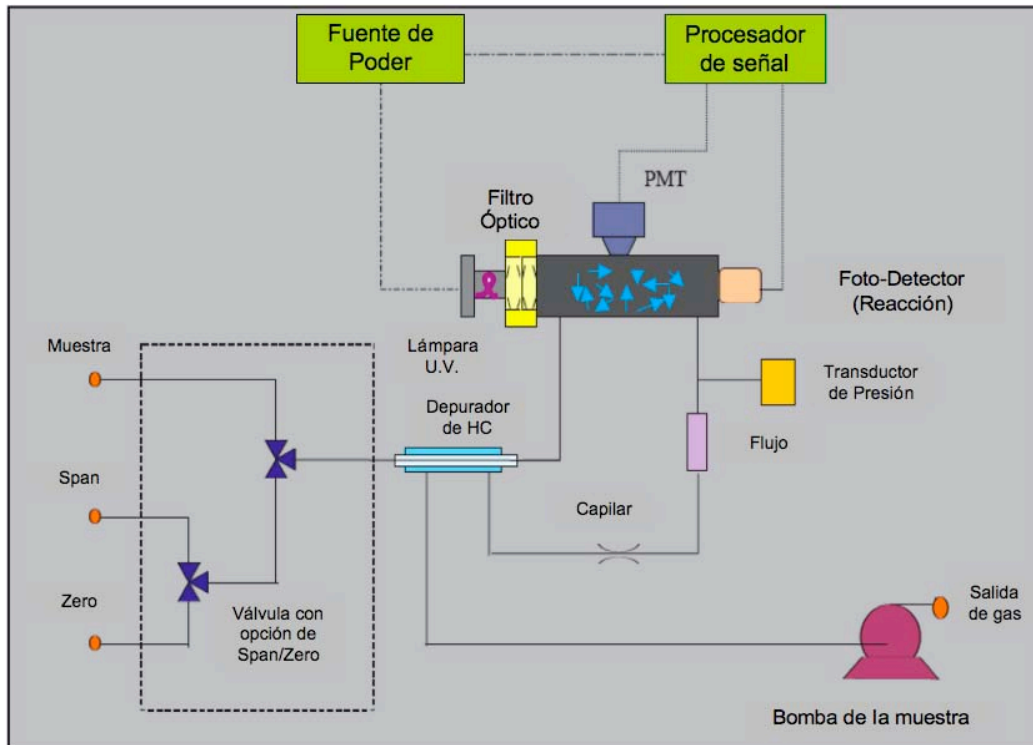 Fuente de
Poder
Procesador
de señal
PMT
Filtro
Óptico
Foto-Detector
(Reacción)
Muestra
Lámpara
U.V.
Transductor
de Presión
Depurador
de HC
Flujo
Span
Capilar
Zero
Válvula con
opción de
Span/Zero
Salida
de gas
Bomba de la muestra